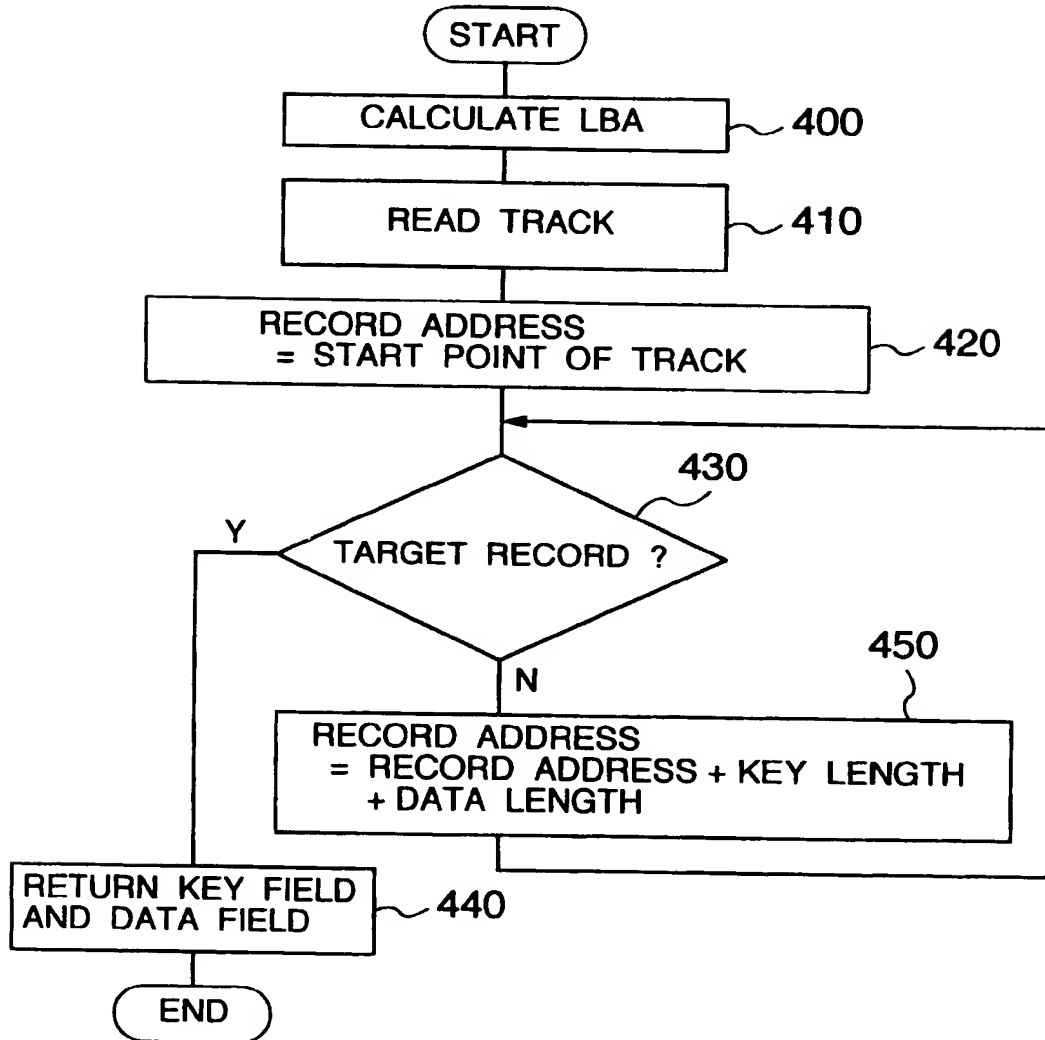 START
CALCULATE LBA
400
READ TRACK
410
RECORD ADDRESS
= START POINT OF TRACK
420
430
Y
TARGET RECORD ?
N
450
RECORD ADDRESS
= RECORD ADDRESS + KEY LENGTH
+ DATA LENGTH
RETURN KEY FIELD
AND DATA FIELD
440
END